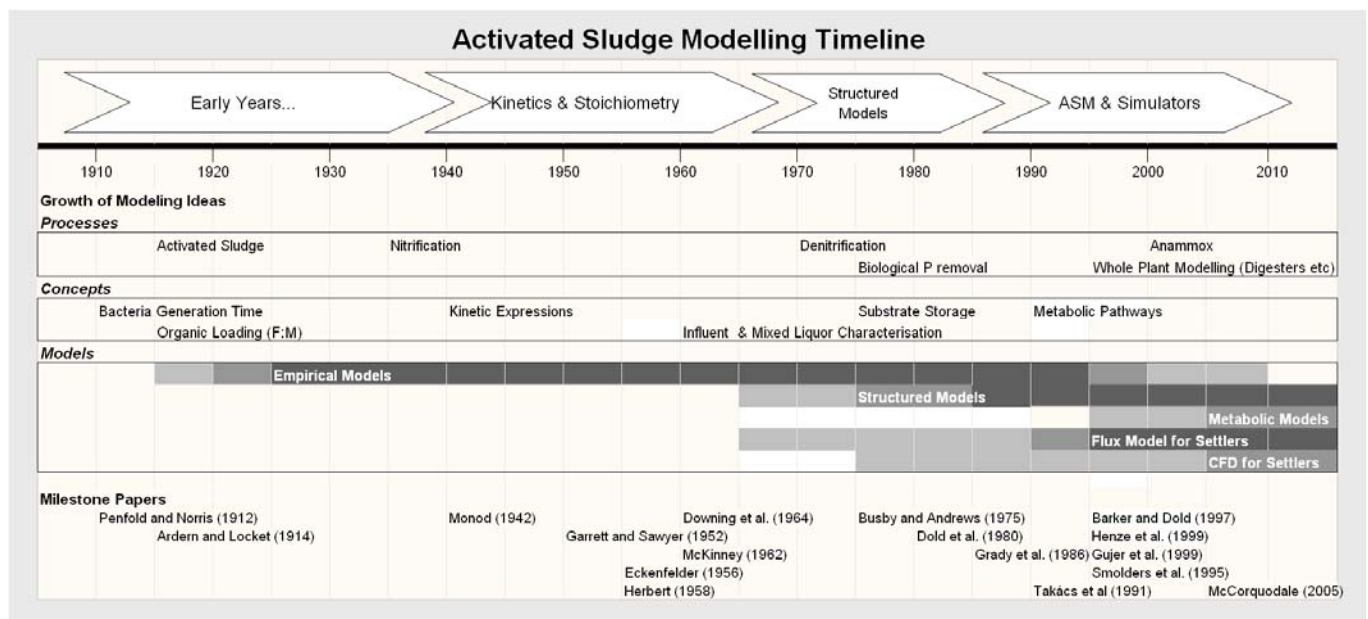 Activated Sludge Modelling Timeline
Early Years...
Kinetics & Stoichiometry
Structured
Models
ASM & Simulators
1910 1920 1930 1940 1950 1960 1970 1980 1990 2000 2010
Growth of Modeling Ideas
Processes
Activated Sludge Nitrification Denitrification Anammox
Biological P removal Whole Plant Modelling (Digesters etc)
Concepts
Bacteria Generation Time Kinetic Expressions Substrate Storage Metabolic Pathways
Organic Loading (F:M) Influent & Mixed Liquor Characterisation
Models
Empirical Models
Structured Models
Metabolic Models
Flux Model for Settlers
CFD for Settlers
Milestone Papers
Penfold and Norris (1912) Monod (1942) Downing et al. (1964) Busby and Andrews (1975) Barker and Dold (1997)
Ardern and Locket (1914) Garrett and Sawyer (1952) Dold et al. (1980) Henze et al. (1999)
McKinney (1962) Grady et al. (1986) Gujer et al. (1999)
Eckenfelder (1956) Smolders et al. (1995)
Herbert (1958) Takács et al (1991) McCorquodale (2005)